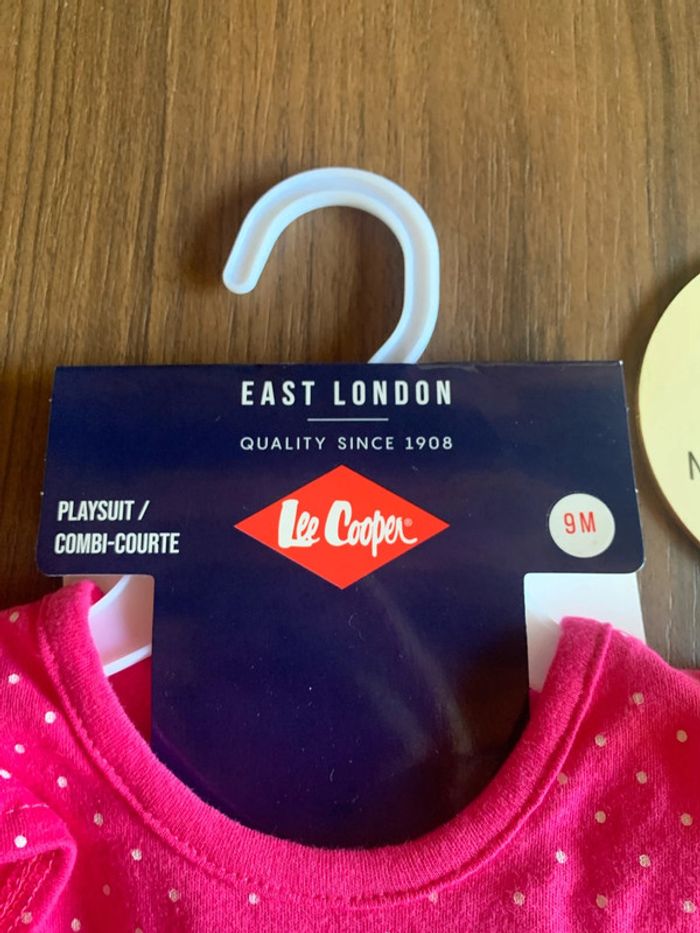 EAST LONDON
QUALITY SINCE 1908
PLAYSUIT /
COMBI-COURTE
Lee Cooper®
9M